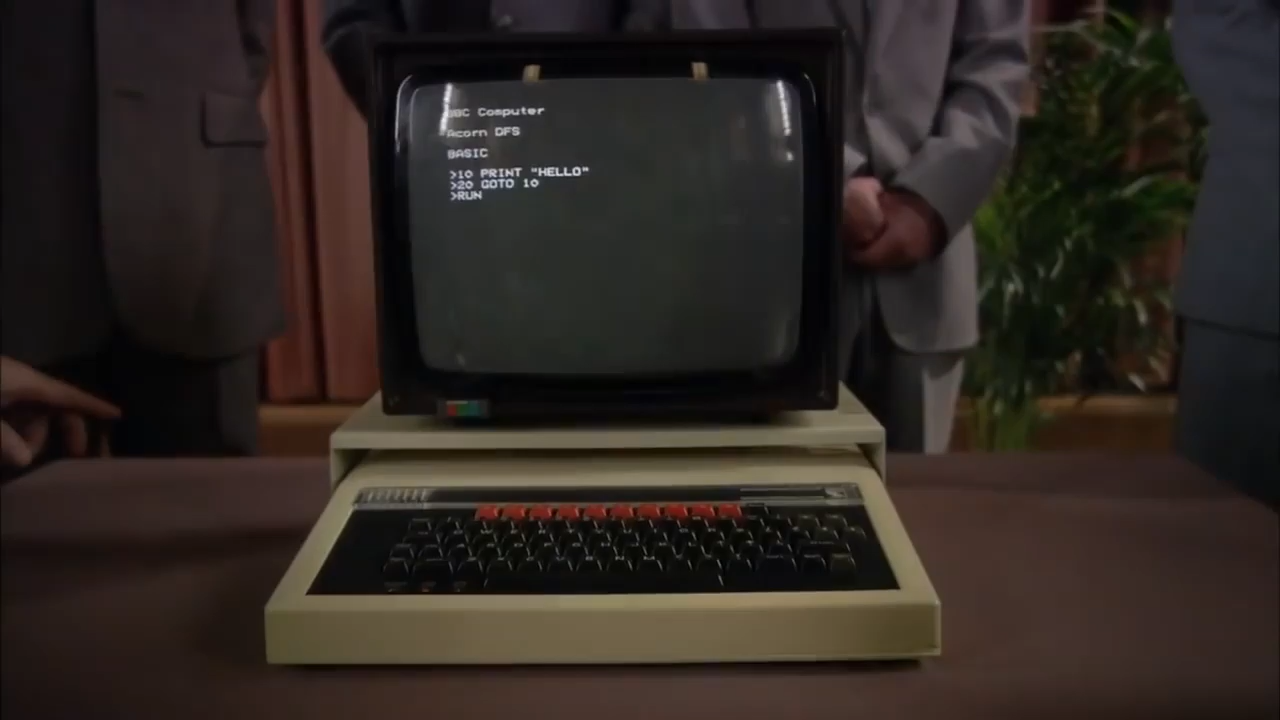 BBC Computer
Acorn DFS
BASIC
>10 PRINT "HELLO"
>20 GOTO 10
>RUN